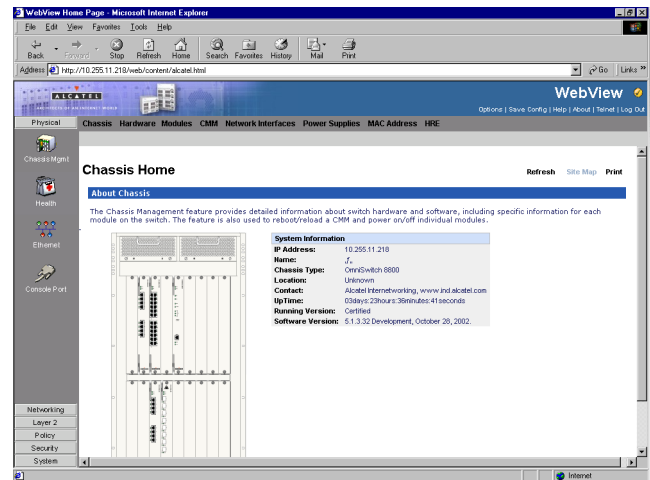 WebView Home Page - Microsoft Internet Explorer
File Edit View Favorites Tools Help
Back Forward Stop Refresh Home Search Favorites History Mail Print
Address http://10.255.11.218/web/content/alcatel.html Go Links »
ALCATEL
ARCHITECTS OF AN INTERNET WORLD
WebView
Options | Save Config | Help | About | Telnet | Log Out
Physical
Chassis Hardware Modules CMM Network Interfaces Power Supplies MAC Address HRE
Chassis Mgmt
Health
Ethernet
Console Port
Chassis Home
Refresh Site Map Print
About Chassis
The Chassis Management feature provides detailed information about switch hardware and software, including specific information for each
module on the switch. The feature is also used to reboot/reload a CMM and power on/off individual modules.
System Information
IP Address: 10.255.11.218
Name:
Chassis Type: OmniSwitch 8800
Location: Unknown
Contact: Alcatel Internetworking, www.ind.alcatel.com
UpTime: 03days:23hours:36minutes:41seconds
Running Version: Certified
Software Version: 5.1.3.32 Development, October 28, 2002.
Networking
Layer 2
Policy
Security
System
Internet